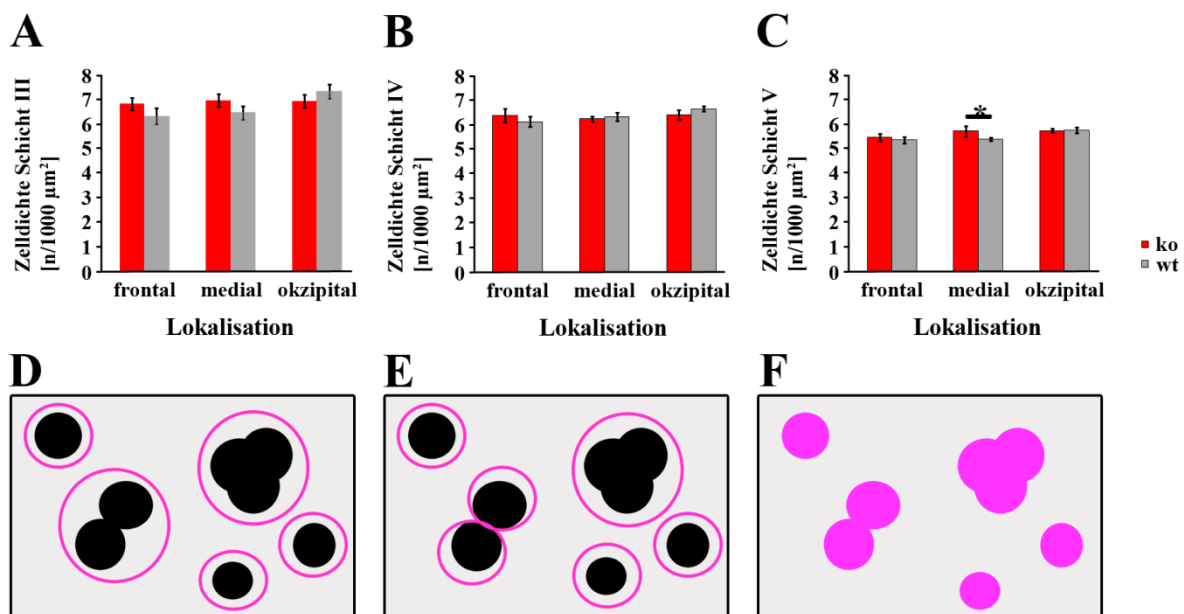 A
Zelldichte Schicht III
[n/1000 µm²]
8
7
6
5
4
3
2
1
0
frontal medial okzipital
Lokalisation
B
Zelldichte Schicht IV
[n/1000 µm²]
8
7
6
5
4
3
2
1
0
frontal medial okzipital
Lokalisation
C
Zelldichte Schicht V
[n/1000 µm²]
8
7
6
5
4
3
2
1
0
*
frontal medial okzipital
Lokalisation
ko
wt
D
E
F